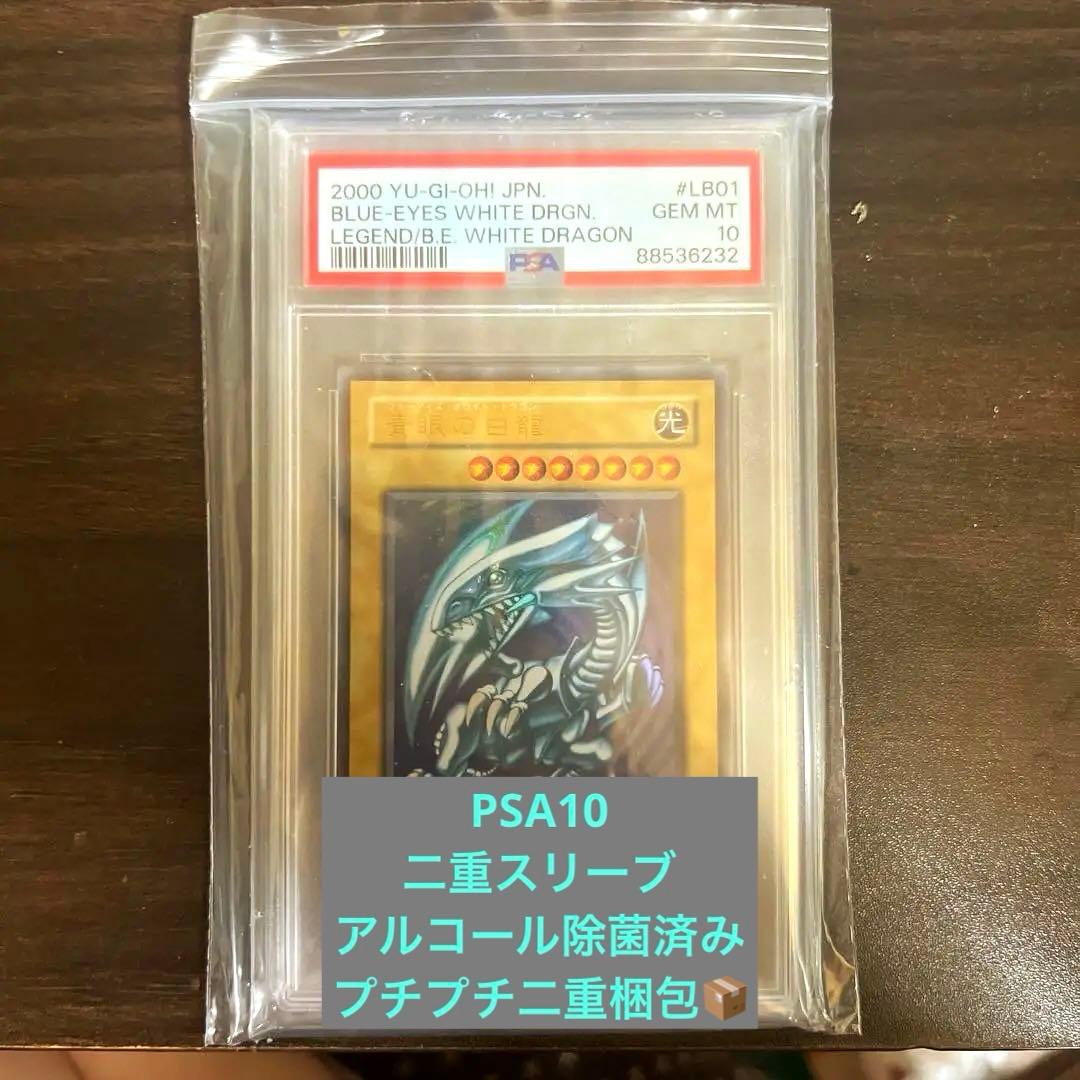 2000 YU-GI-OH! JPN. #LB01
BLUE-EYES WHITE DRGN. GEM MT
LEGEND/B.E. WHITE DRAGON 10
PSA 88536232
青眼の白龍
光
PSA10
二重スリーブ
アルコール除菌済み
プチプチ二重梱包📦